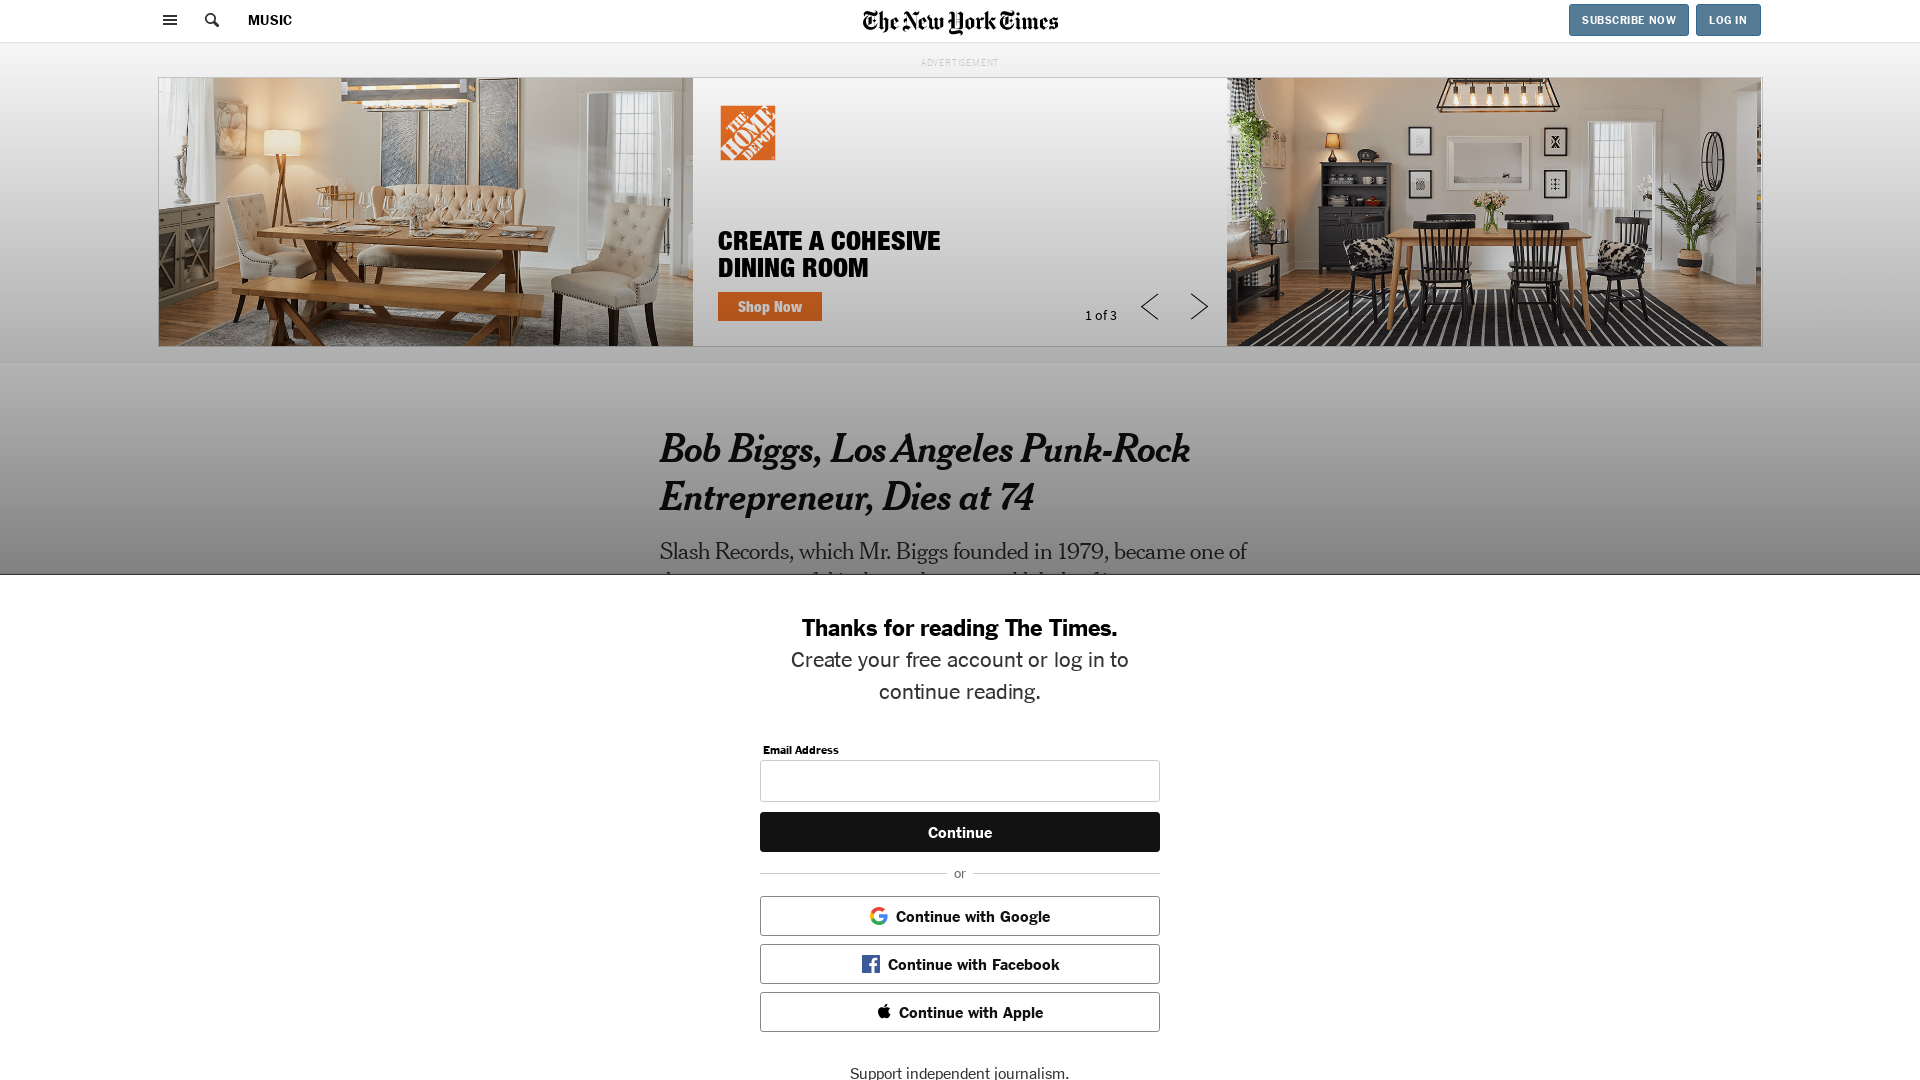 MUSIC
The New York Times
SUBSCRIBE NOW
LOG IN
ADVERTISEMENT
THE HOME DEPOT
CREATE A COHESIVE
DINING ROOM
Shop Now
1 of 3
Bob Biggs, Los Angeles Punk-Rock
Entrepreneur, Dies at 74
Slash Records, which Mr. Biggs founded in 1979, became one of
Thanks for reading The Times.
Create your free account or log in to
continue reading.
Email Address
Continue
or
Continue with Google
Continue with Facebook
Continue with Apple
Support independent journalism.